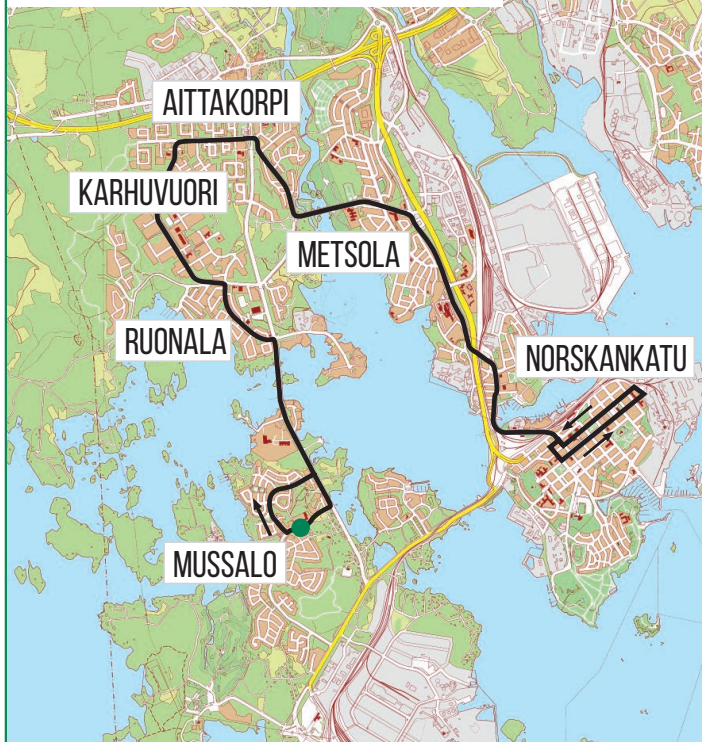 AITTAKORPI
KARHUVUORI
METSOLA
RUONALA
NORSKANKATU
MUSSALO